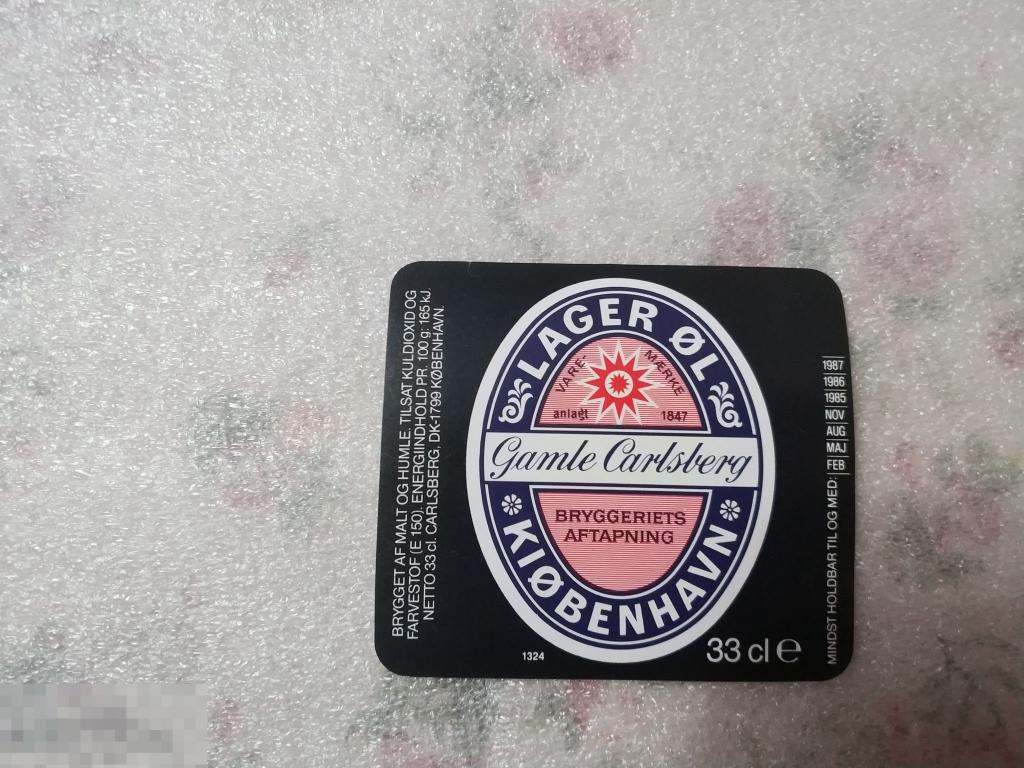 BRYGGET AF MALT OG HUMLE. TILSAT KULDIOXID OG
FARVESTOF (E 150). ENERGIINDHOLD PR. 100 g: 165 kJ.
NETTO 33 cl. CARLSBERG, DK-1799 KØBENHAVN.
LAGER ØL
VARE- MÆRKE
anlagt 1847
Gamle Carlsberg
BRYGGERIETS
AFTAPNING
KIØBENHAVN
1324
33 cl e
1987
1986
1985
NOV
AUG
MAJ
FEB
MINDST HOLDBAR TIL OG MED: